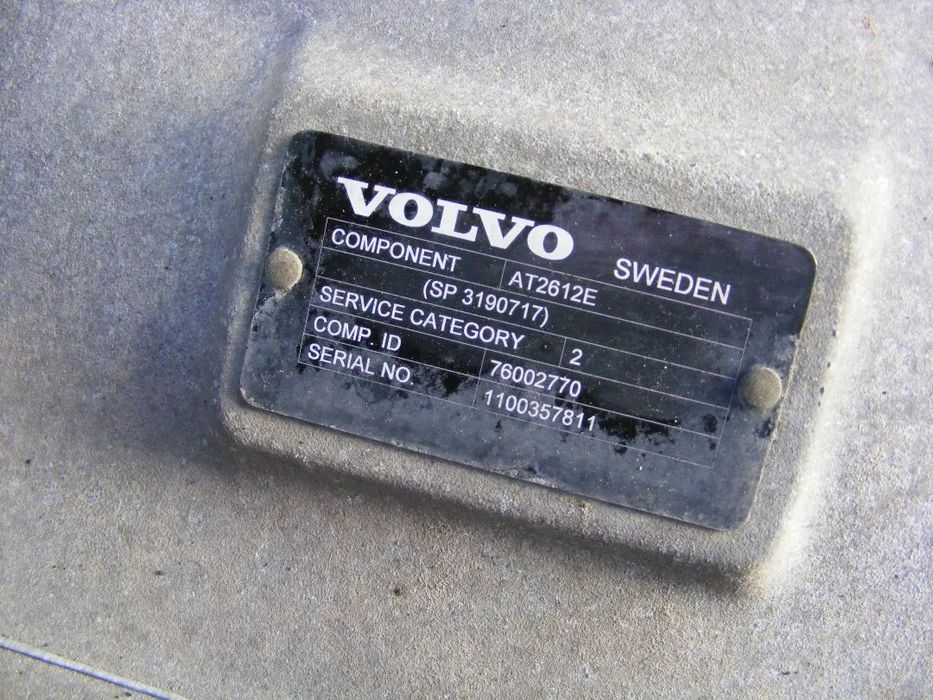 VOLVO
SWEDEN
COMPONENT AT2612E
(SP 3190717)
SERVICE CATEGORY 2
COMP. ID 76002770
SERIAL NO. 1100357811